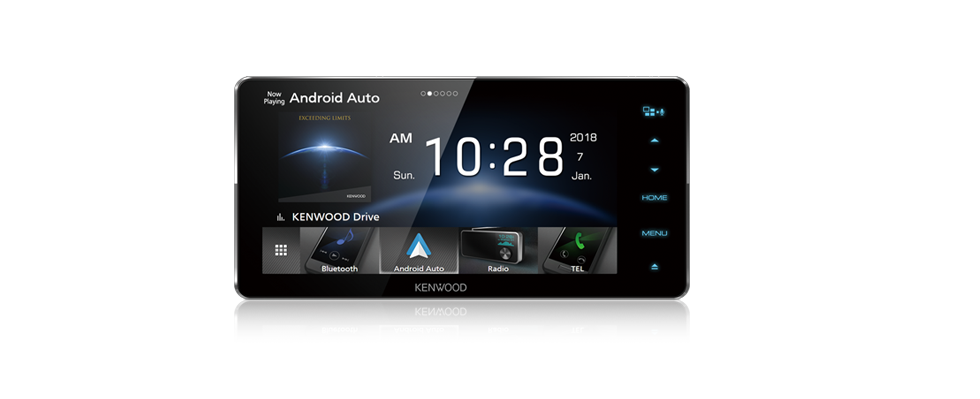 Now Playing Android Auto
EXCEEDING LIMITS
KENWOOD
AM 10:28 2018
7
Sun. Jan.
KENWOOD Drive
Bluetooth Android Auto Radio TEL
HOME
MENU
KENWOOD